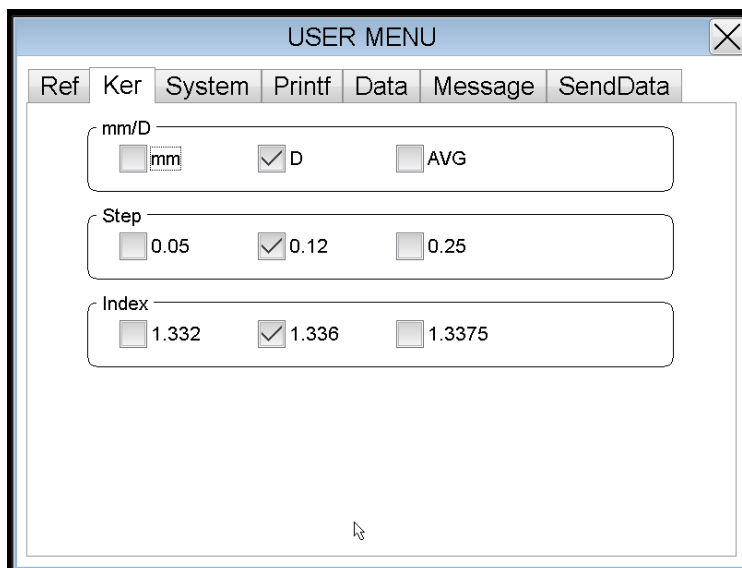 USER MENU
Ref Ker System Printf Data Message SendData
mm/D
mm D AVG
Step
0.05 0.12 0.25
Index
1.332 1.336 1.3375